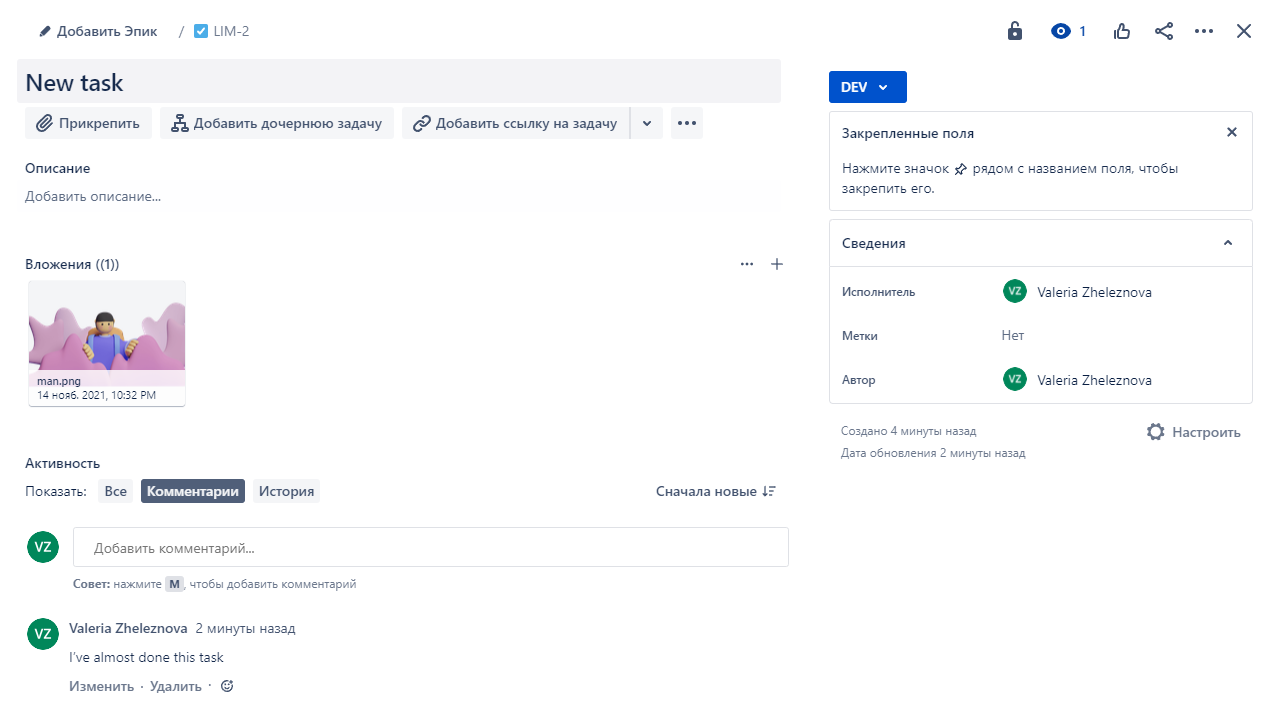 Добавить Эпик / LIM-2 1
New task
DEV
Прикрепить Добавить дочернюю задачу Добавить ссылку на задачу
Закрепленные поля
Нажмите значок рядом с названием поля, чтобы
закрепить его.
Описание
Добавить описание...
Сведения
Исполнитель VZ Valeria Zheleznova
Метки Нет
Автор VZ Valeria Zheleznova
Создано 4 минуты назад
Дата обновления 2 минуты назад
Настроить
Вложения ((1))
man.png
14 нояб. 2021, 10:32 PM
Активность
Показать: Все Комментарии История Сначала новые
VZ Добавить комментарий...
Совет: нажмите M, чтобы добавить комментарий
VZ Valeria Zheleznova 2 минуты назад
I've almost done this task
Изменить · Удалить ·